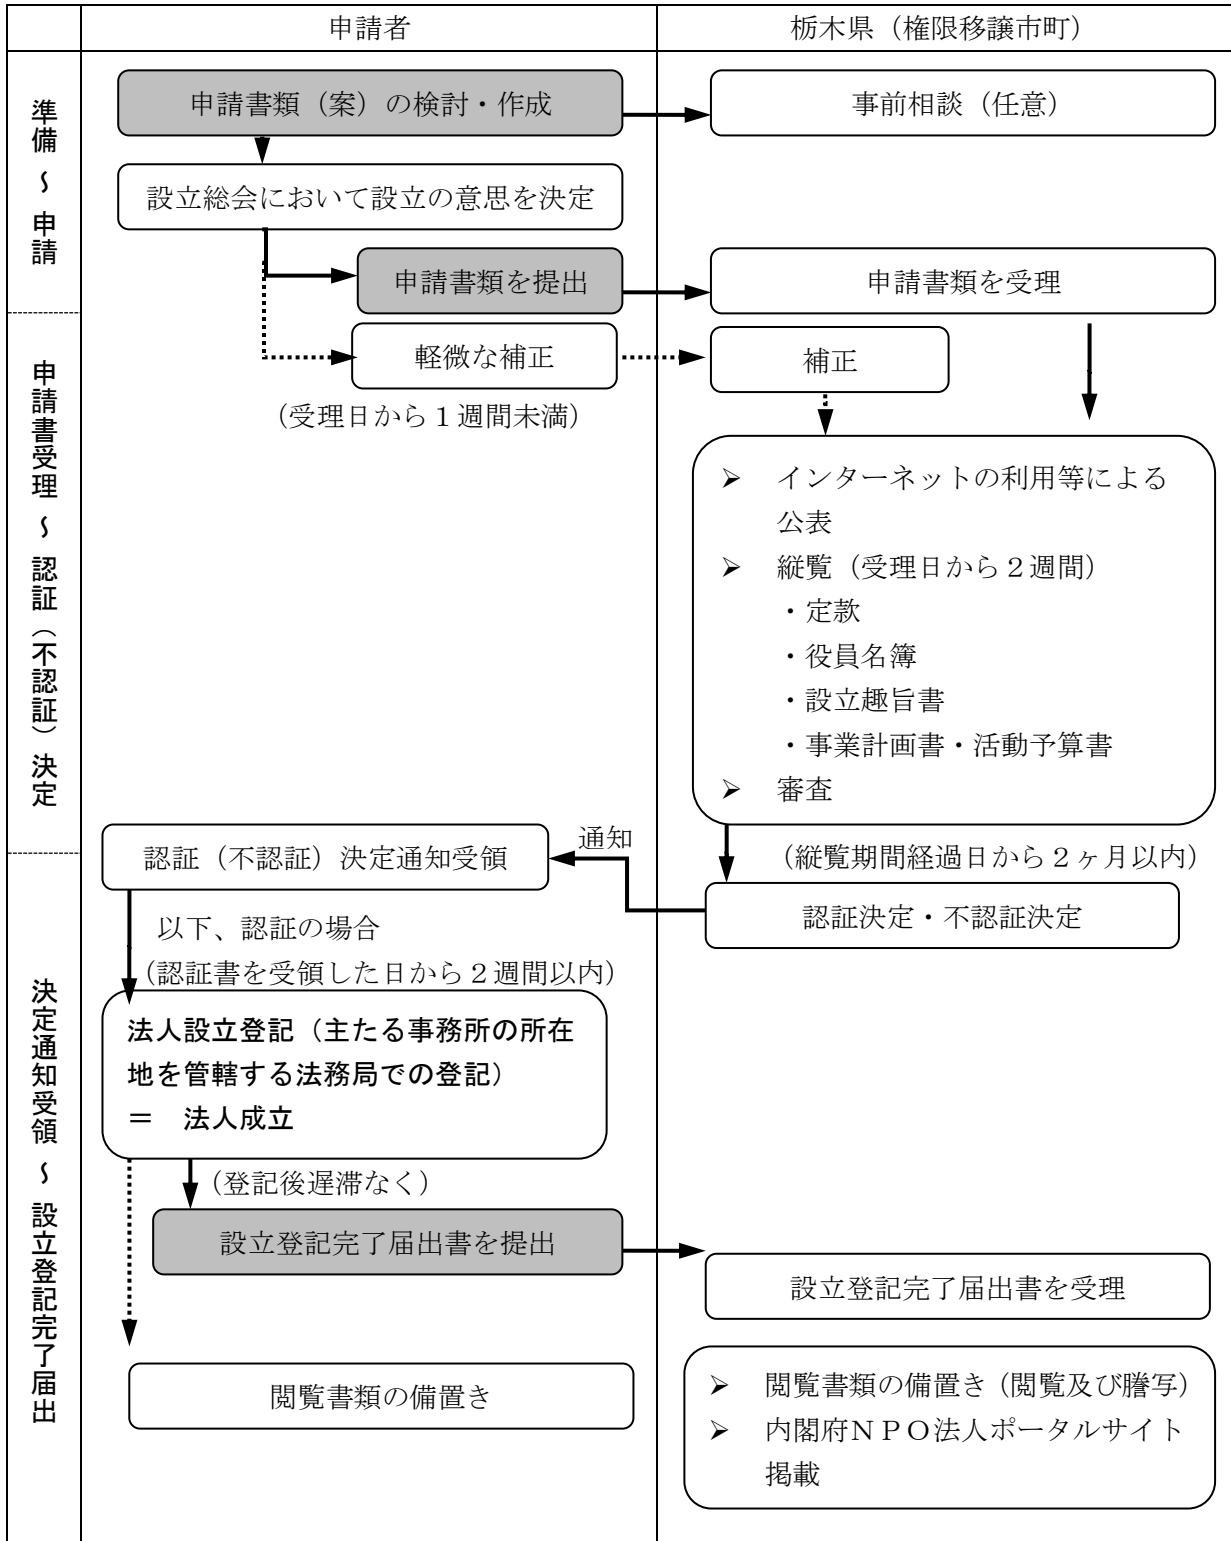 申請者
栃木県（権限移譲市町）
準備～申請
申請書類（案）の検討・作成
事前相談（任意）
設立総会において設立の意思を決定
申請書類を提出
申請書類を受理
申請書受理～認証（不認証）決定
軽微な補正
補正
（受理日から１週間未満）
➢ インターネットの利用等による
公表
➢ 縦覧（受理日から２週間）
・定款
・役員名簿
・設立趣旨書
・事業計画書・活動予算書
➢ 審査
認証（不認証）決定通知受領
通知
（縦覧期間経過日から２ヶ月以内）
認証決定・不認証決定
決定通知受領～設立登記完了届出
以下、認証の場合
（認証書を受領した日から２週間以内）
法人設立登記（主たる事務所の所在
地を管轄する法務局での登記）
＝　法人成立
（登記後遅滞なく）
設立登記完了届出書を提出
設立登記完了届出書を受理
閲覧書類の備置き
➢ 閲覧書類の備置き（閲覧及び謄写）
➢ 内閣府ＮＰＯ法人ポータルサイト
掲載